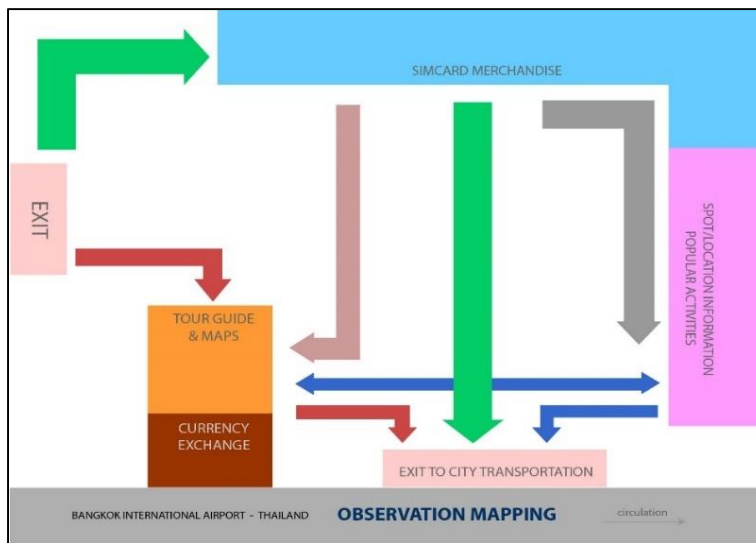 SIMCARD MERCHANDISE
EXIT
SPOT/LOCATION INFORMATION
POPULAR ACTIVITIES
TOUR GUIDE
& MAPS
CURRENCY
EXCHANGE
EXIT TO CITY TRANSPORTATION
BANGKOK INTERNATIONAL AIRPORT - THAILAND OBSERVATION MAPPING circulation